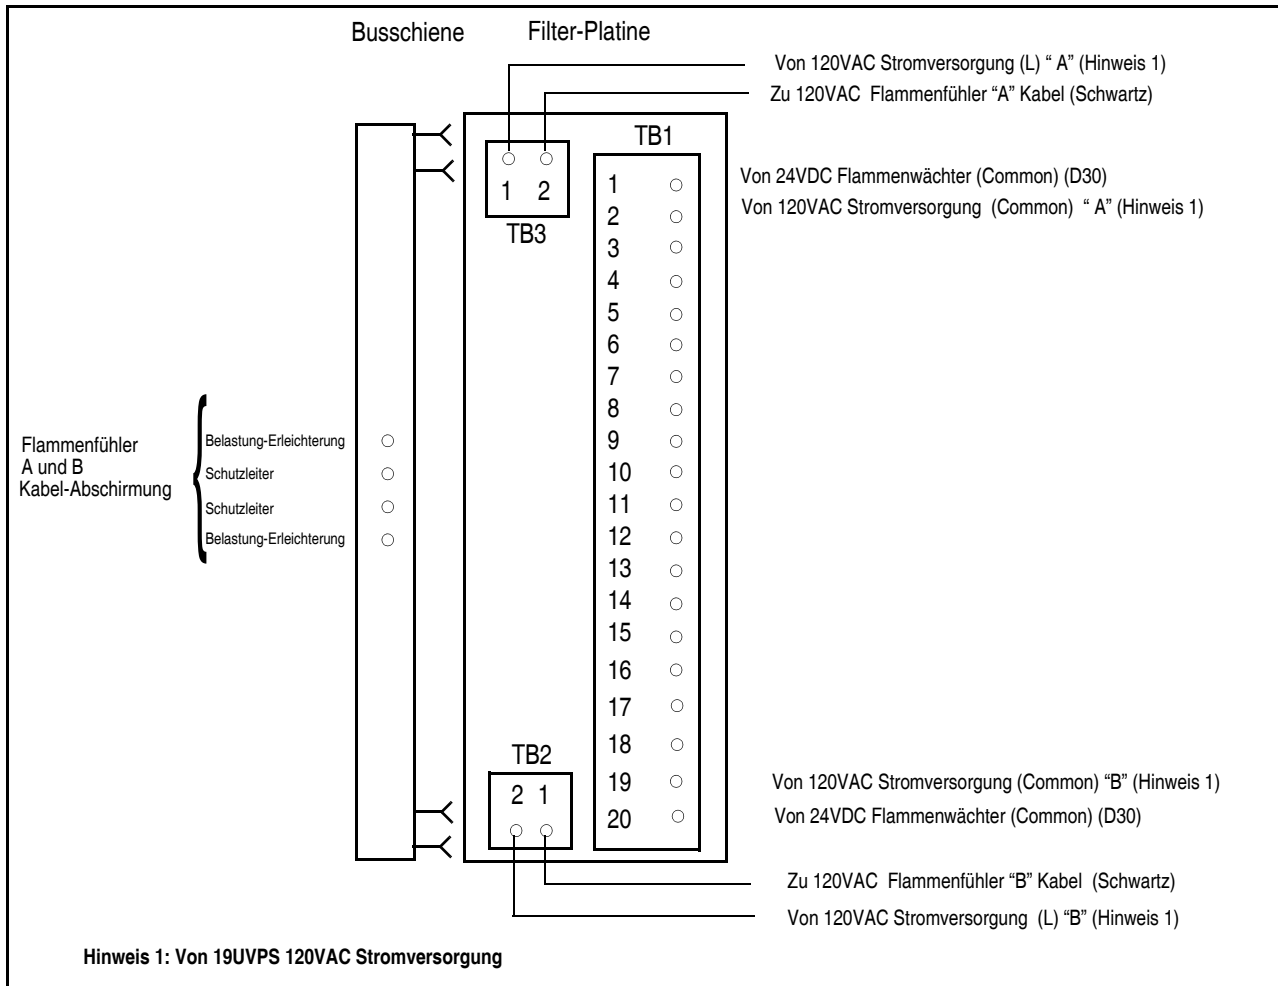 Busschiene Filter-Platine
Von 120VAC Stromversorgung (L) “ A” (Hinweis 1)
Zu 120VAC Flammenfühler “A” Kabel (Schwartz)
TB1
1 2
TB3
1
2
3
4
5
6
7
8
9
10
11
12
13
14
15
16
17
18
19
20
Von 24VDC Flammenwächter (Common) (D30)
Von 120VAC Stromversorgung (Common) “ A” (Hinweis 1)
Flammenfühler
A und B
Kabel-Abschirmung
Belastung-Erleichterung
Schutzleiter
Schutzleiter
Belastung-Erleichterung
TB2
2 1
Von 120VAC Stromversorgung (Common) “B” (Hinweis 1)
Von 24VDC Flammenwächter (Common) (D30)
Zu 120VAC Flammenfühler “B” Kabel (Schwartz)
Von 120VAC Stromversorgung (L) “B” (Hinweis 1)
Hinweis 1: Von 19UVPS 120VAC Stromversorgung